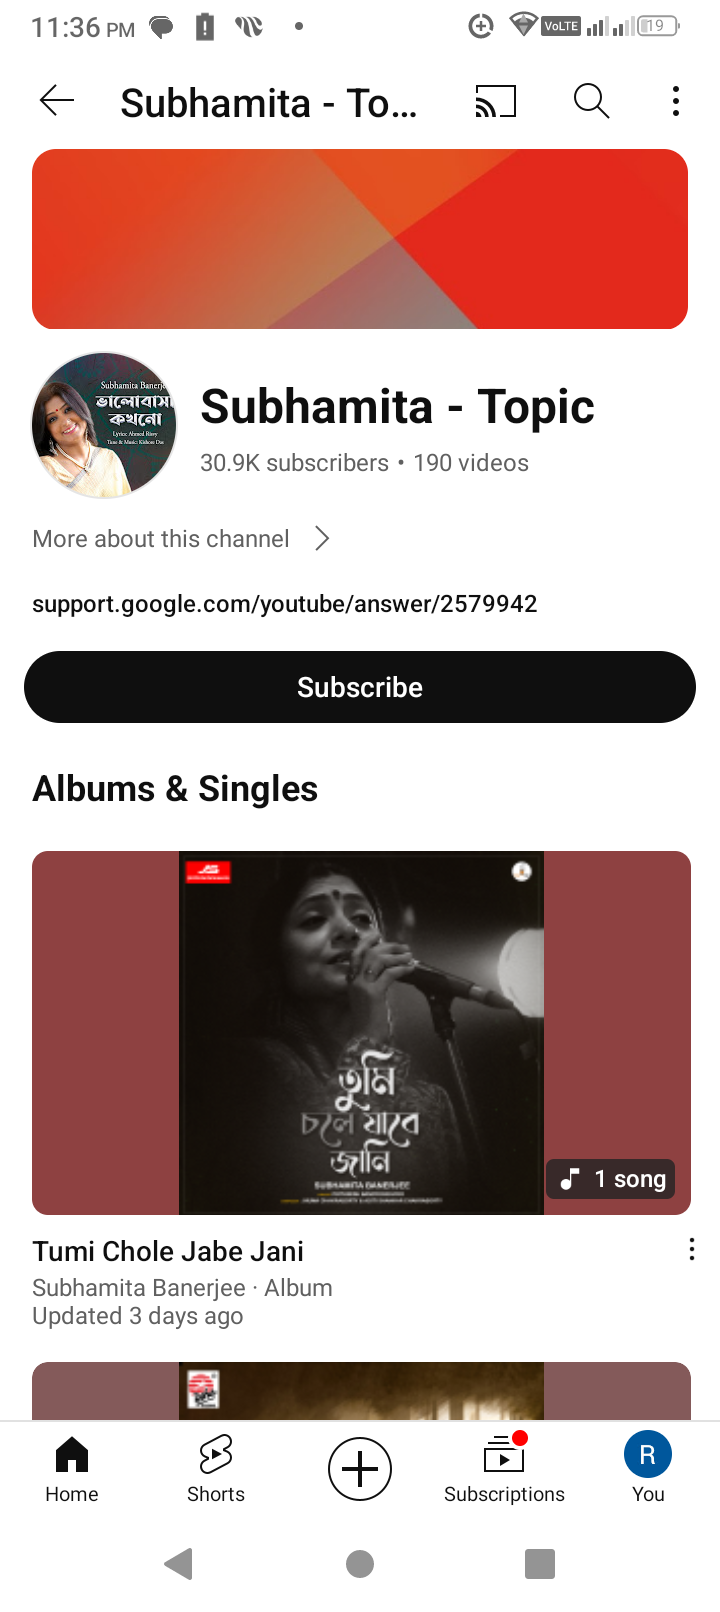 11:36 PM
VoLTE
19
Subhamita - To...
Subhamita Banerje
ভালোবাসা
কখনো
Lyrics: Ahmed Risvy
Tune & Music: Kishore Das
Subhamita - Topic
30.9K subscribers • 190 videos
More about this channel
support.google.com/youtube/answer/2579942
Subscribe
Albums & Singles
তুমি
চলে যাবে
জানি
SUBHAMITA BANERJEE
1 song
Tumi Chole Jabe Jani
Subhamita Banerjee · Album
Updated 3 days ago
Home
Shorts
Subscriptions
R
You